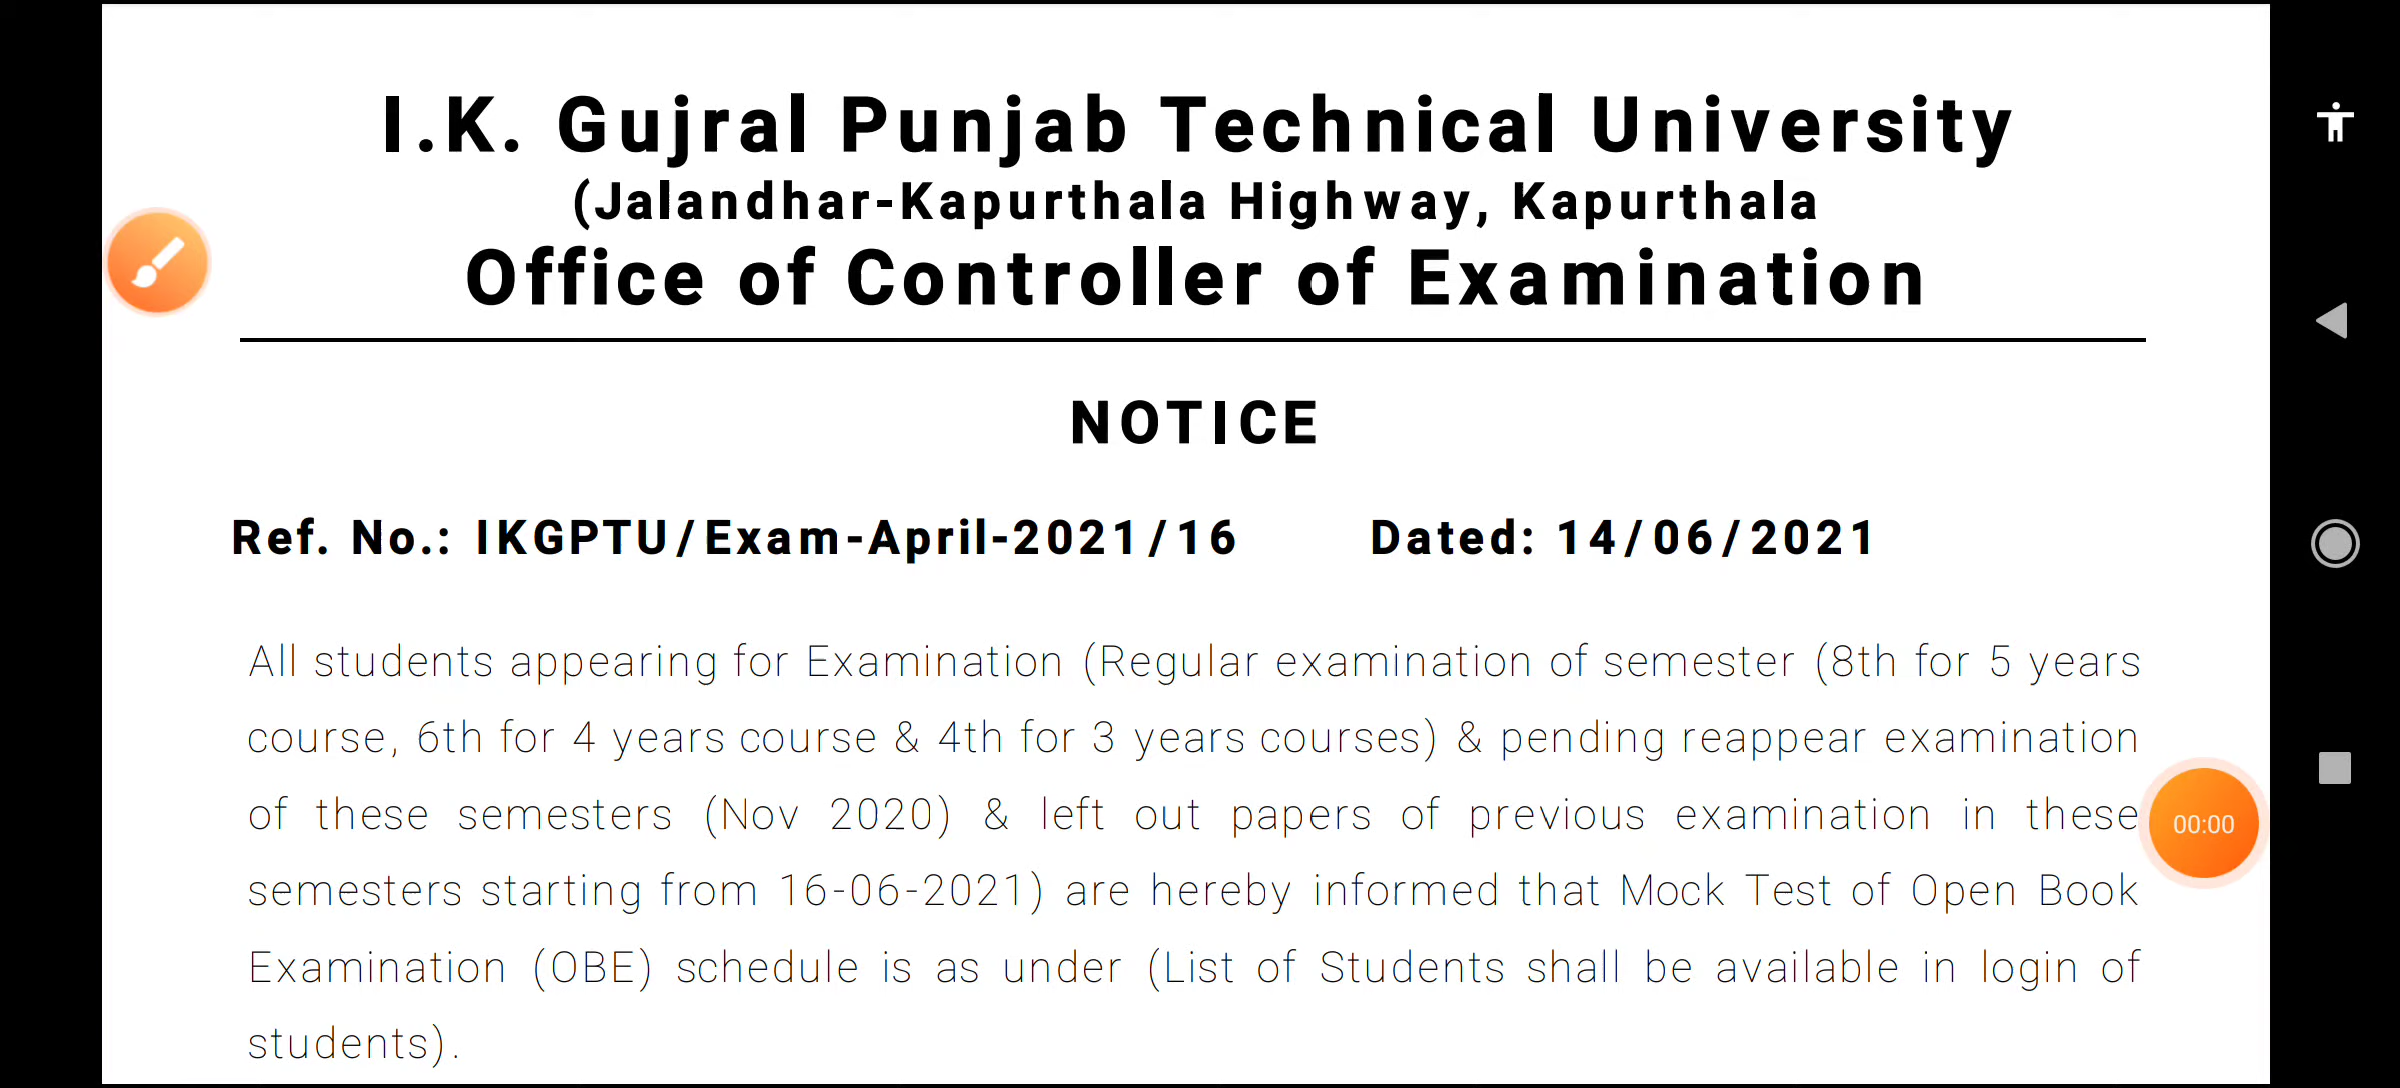 I.K. Gujral Punjab Technical University
(Jalandhar-Kapurthala Highway, Kapurthala
Office of Controller of Examination
NOTICE
Ref. No.: IKGPTU/Exam-April-2021/16 Dated: 14/06/2021
All students appearing for Examination (Regular examination of semester (8th for 5 years
course, 6th for 4 years course & 4th for 3 years courses) & pending reappear examination
of these semesters (Nov 2020) & left out papers of previous examination in these
semesters starting from 16-06-2021) are hereby informed that Mock Test of Open Book
Examination (OBE) schedule is as under (List of Students shall be available in login of
students).
00:00